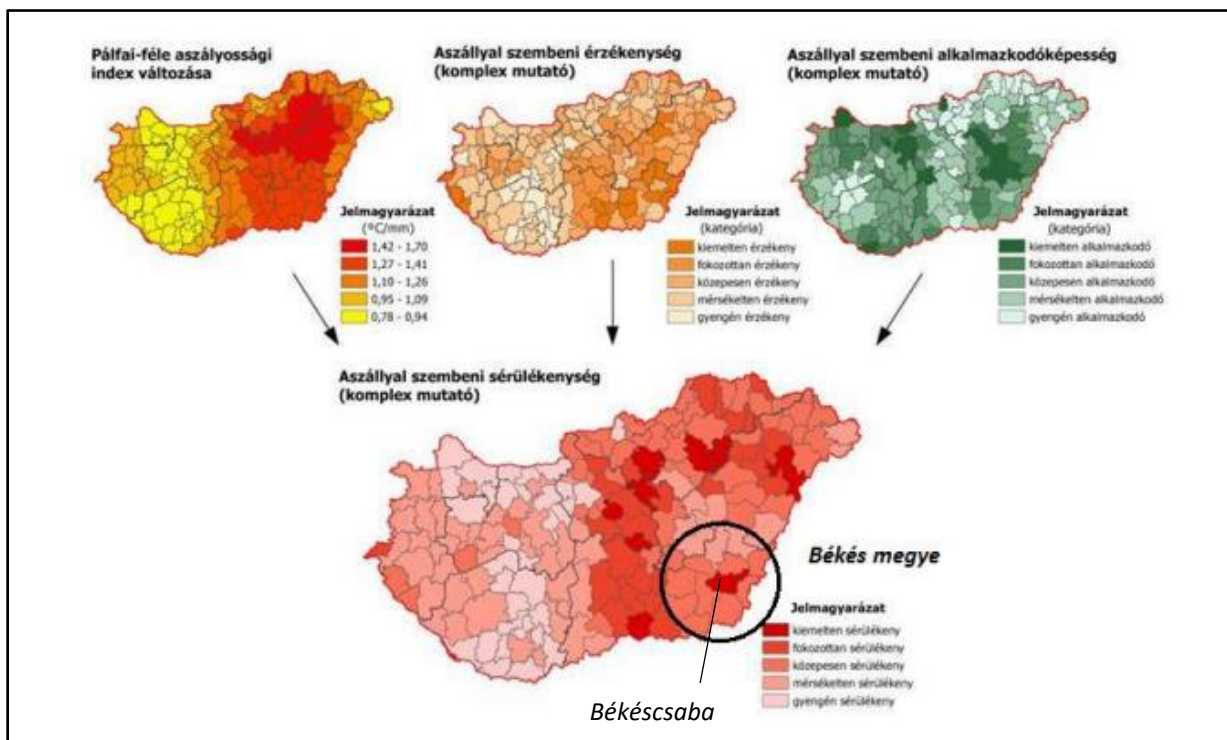 Pálfai-féle aszályossági
index változása
Jelmagyarázat
(°C/mm)
1,42 - 1,70
1,27 - 1,41
1,10 - 1,26
0,95 - 1,09
0,78 - 0,94
Aszállyal szembeni érzékenység
(komplex mutató)
Jelmagyarázat
(kategória)
kiemelten érzékeny
fokozottan érzékeny
közepesen érzékeny
mérsékelten érzékeny
gyengén érzékeny
Aszállyal szembeni alkalmazkodóképesség
(komplex mutató)
Jelmagyarázat
(kategória)
kiemelten alkalmazkodó
fokozottan alkalmazkodó
közepesen alkalmazkodó
mérsékelten alkalmazkodó
gyengén alkalmazkodó
Aszállyal szembeni sérülékenység
(komplex mutató)
Békés megye
Jelmagyarázat
kiemelten sérülékeny
fokozottan sérülékeny
közepesen sérülékeny
mérsékelten sérülékeny
gyengén sérülékeny
Békéscsaba